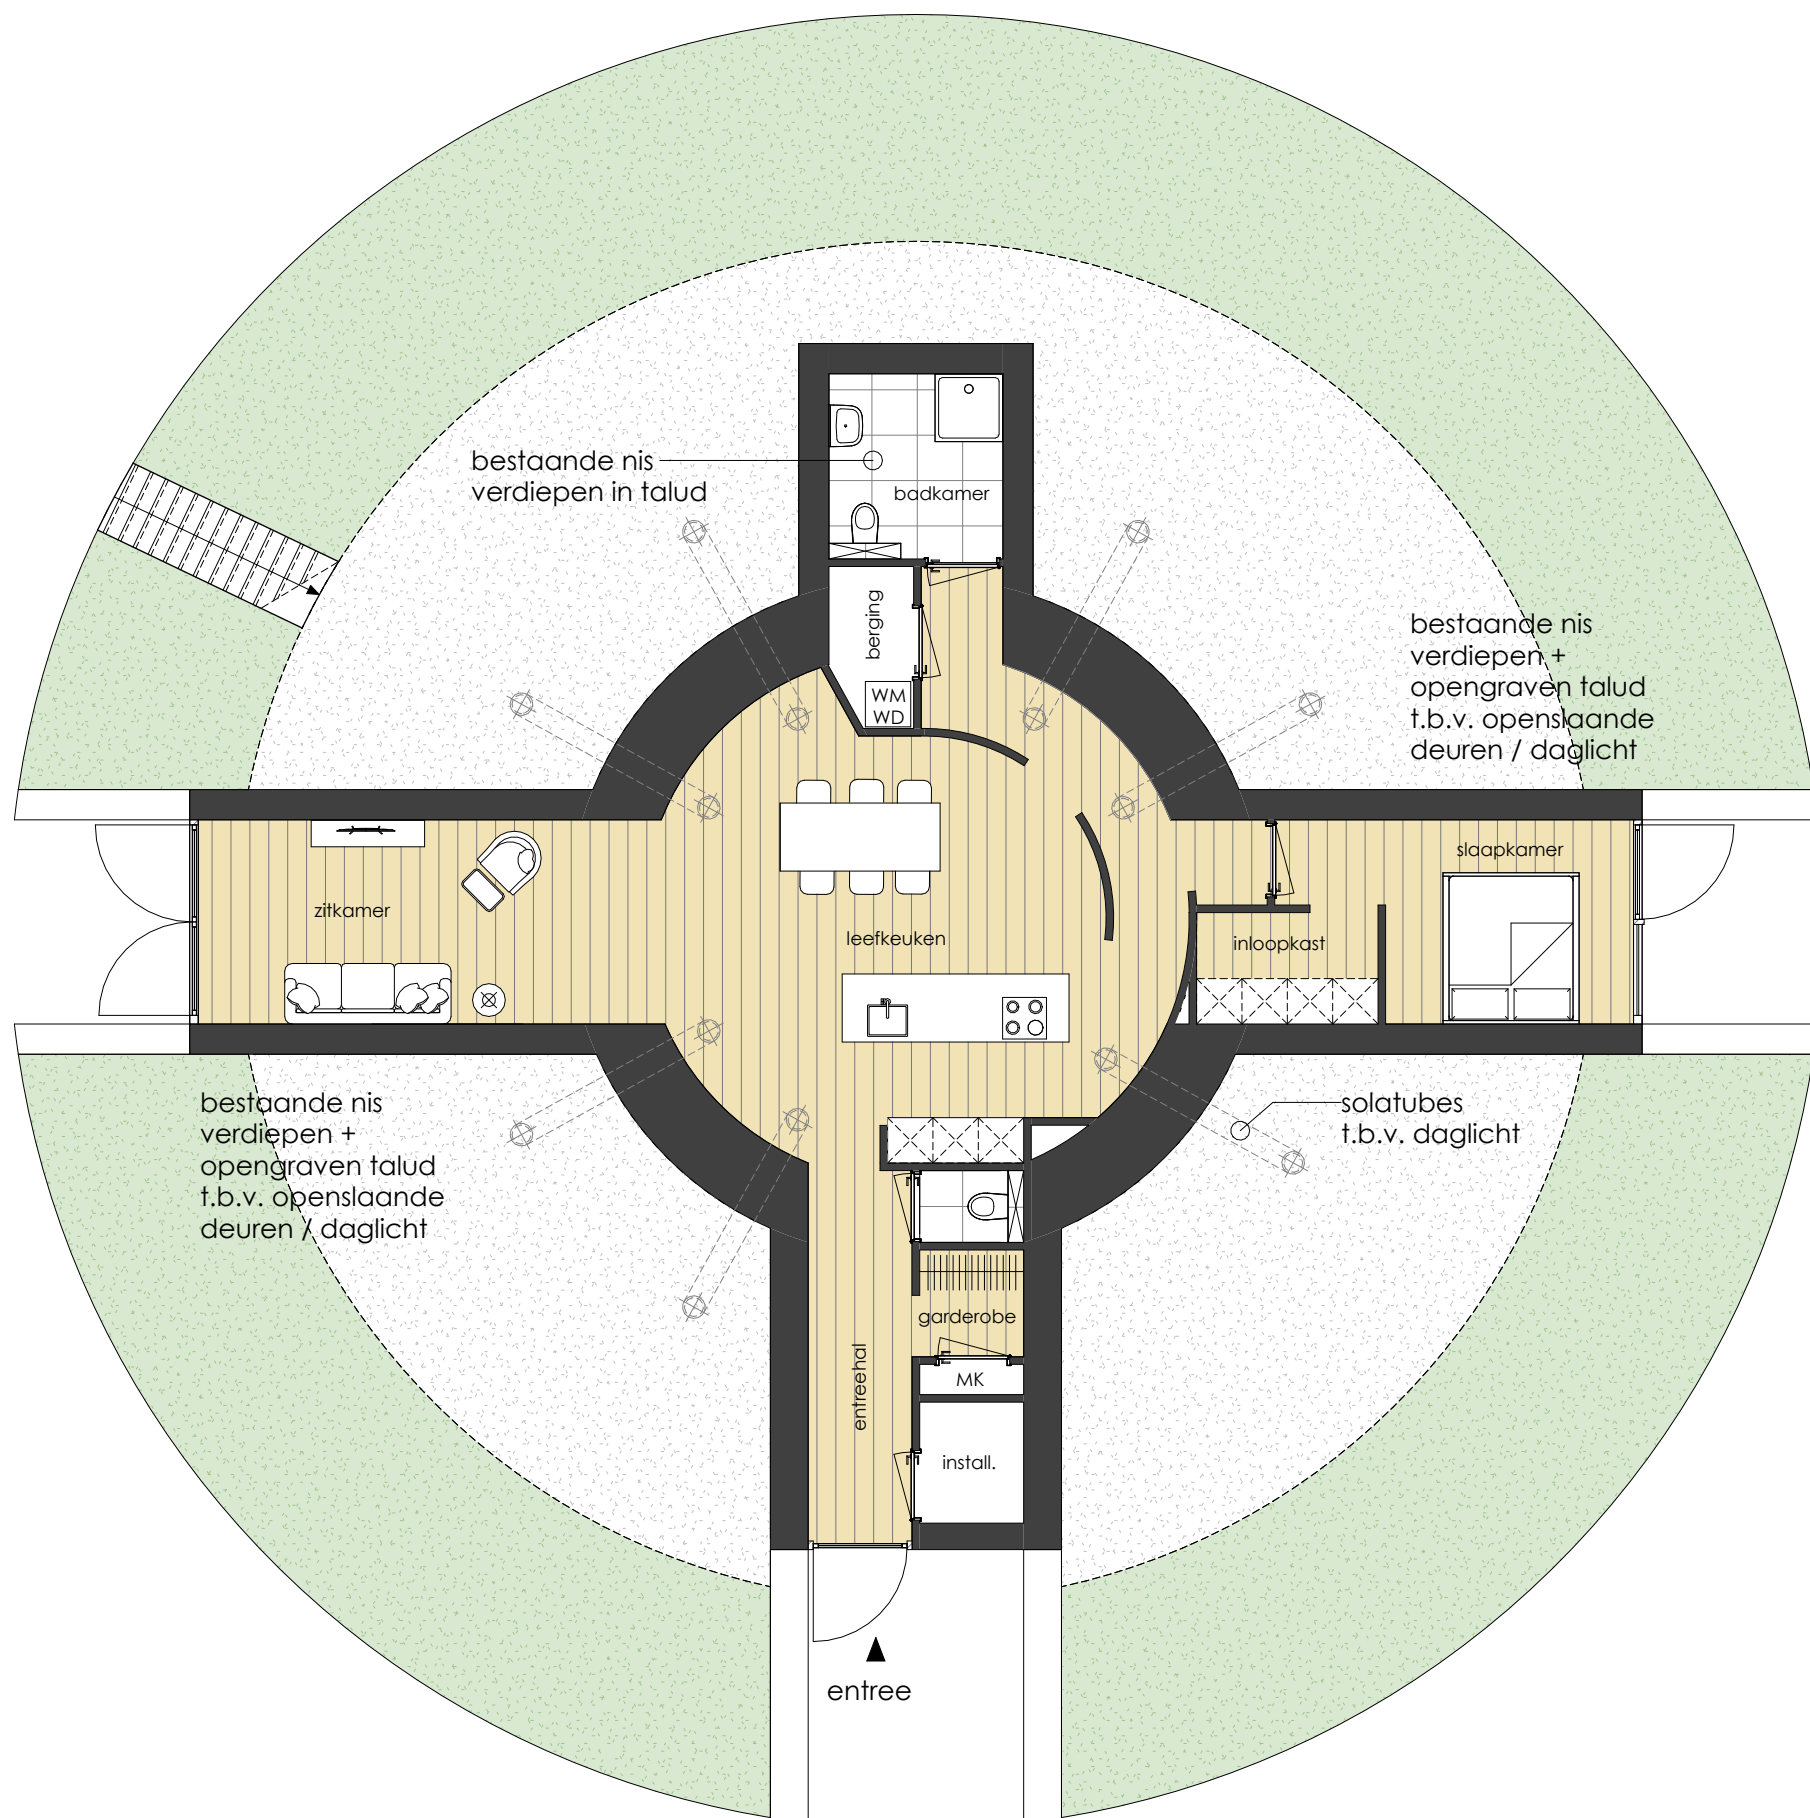 bestaande nis
verdiepen in talud
badkamer
berging
WM
WD
bestaande nis
verdiepen +
opengraven talud
t.b.v. openslaande
deuren / daglicht
zitkamer
leefkeuken
slaapkamer
inloopkast
bestaande nis
verdiepen +
opengraven talud
t.b.v. openslaande
deuren / daglicht
solatubes
t.b.v. daglicht
garderobe
entreehal
MK
install.
entree